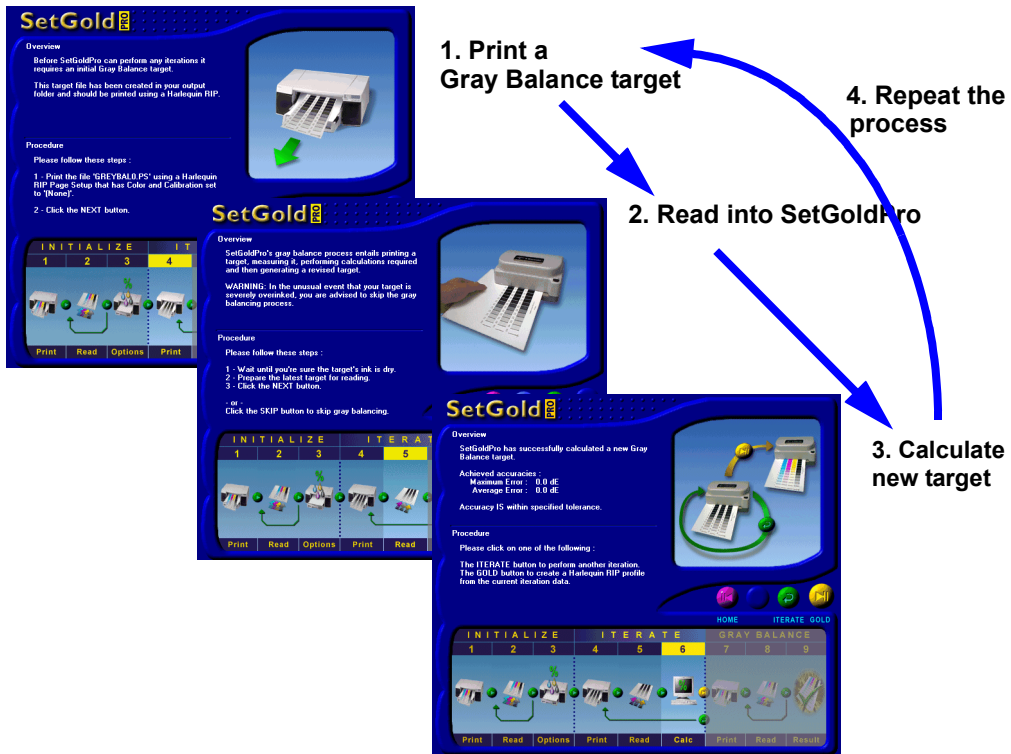 SetGold PRO
Overview
Before SetGoldPro can perform any iterations it
requires an initial Gray Balance target.
This target file has been created in your output
folder and should be printed using a Harlequin RIP.
Procedure
Please follow these steps :
1 - Print the file 'GREYBAL0.PS' using a Harlequin
RIP Page Setup that has Color and Calibration set
to '(None)'.
2 - Click the NEXT button.
INITIALIZE IT
1 2 3 4
%
Print Read Options Print
SetGold PRO
Overview
SetGoldPro's gray balance process entails printing a
target, measuring it, performing calculations required
and then generating a revised target.
WARNING: In the unusual event that your target is
severely overinked, you are advised to skip the gray
balancing process.
Procedure
Please follow these steps :
1 - Wait until you're sure the target's ink is dry.
2 - Prepare the latest target for reading.
3 - Click the NEXT button.
- or -
Click the SKIP button to skip gray balancing.
INITIALIZE ITERAT
1 2 3 4 5
%
Print Read Options Print Read
SetGold PRO
Overview
SetGoldPro has successfully calculated a new Gray
Balance target.
Achieved accuracies :
Maximum Error : 0.0 dE
Average Error : 0.0 dE
Accuracy IS within specified tolerance.
Procedure
Please click on one of the following :
The ITERATE button to perform another iteration.
The GOLD button to create a Harlequin RIP profile
from the current iteration data.
HOME ITERATE GOLD
INITIALIZE ITERATE GRAY BALANCE
1 2 3 4 5 6 7 8 9
% %
Print Read Options Print Read Calc Print Read Result
1. Print a
Gray Balance target
2. Read into SetGoldPro
3. Calculate
new target
4. Repeat the
process